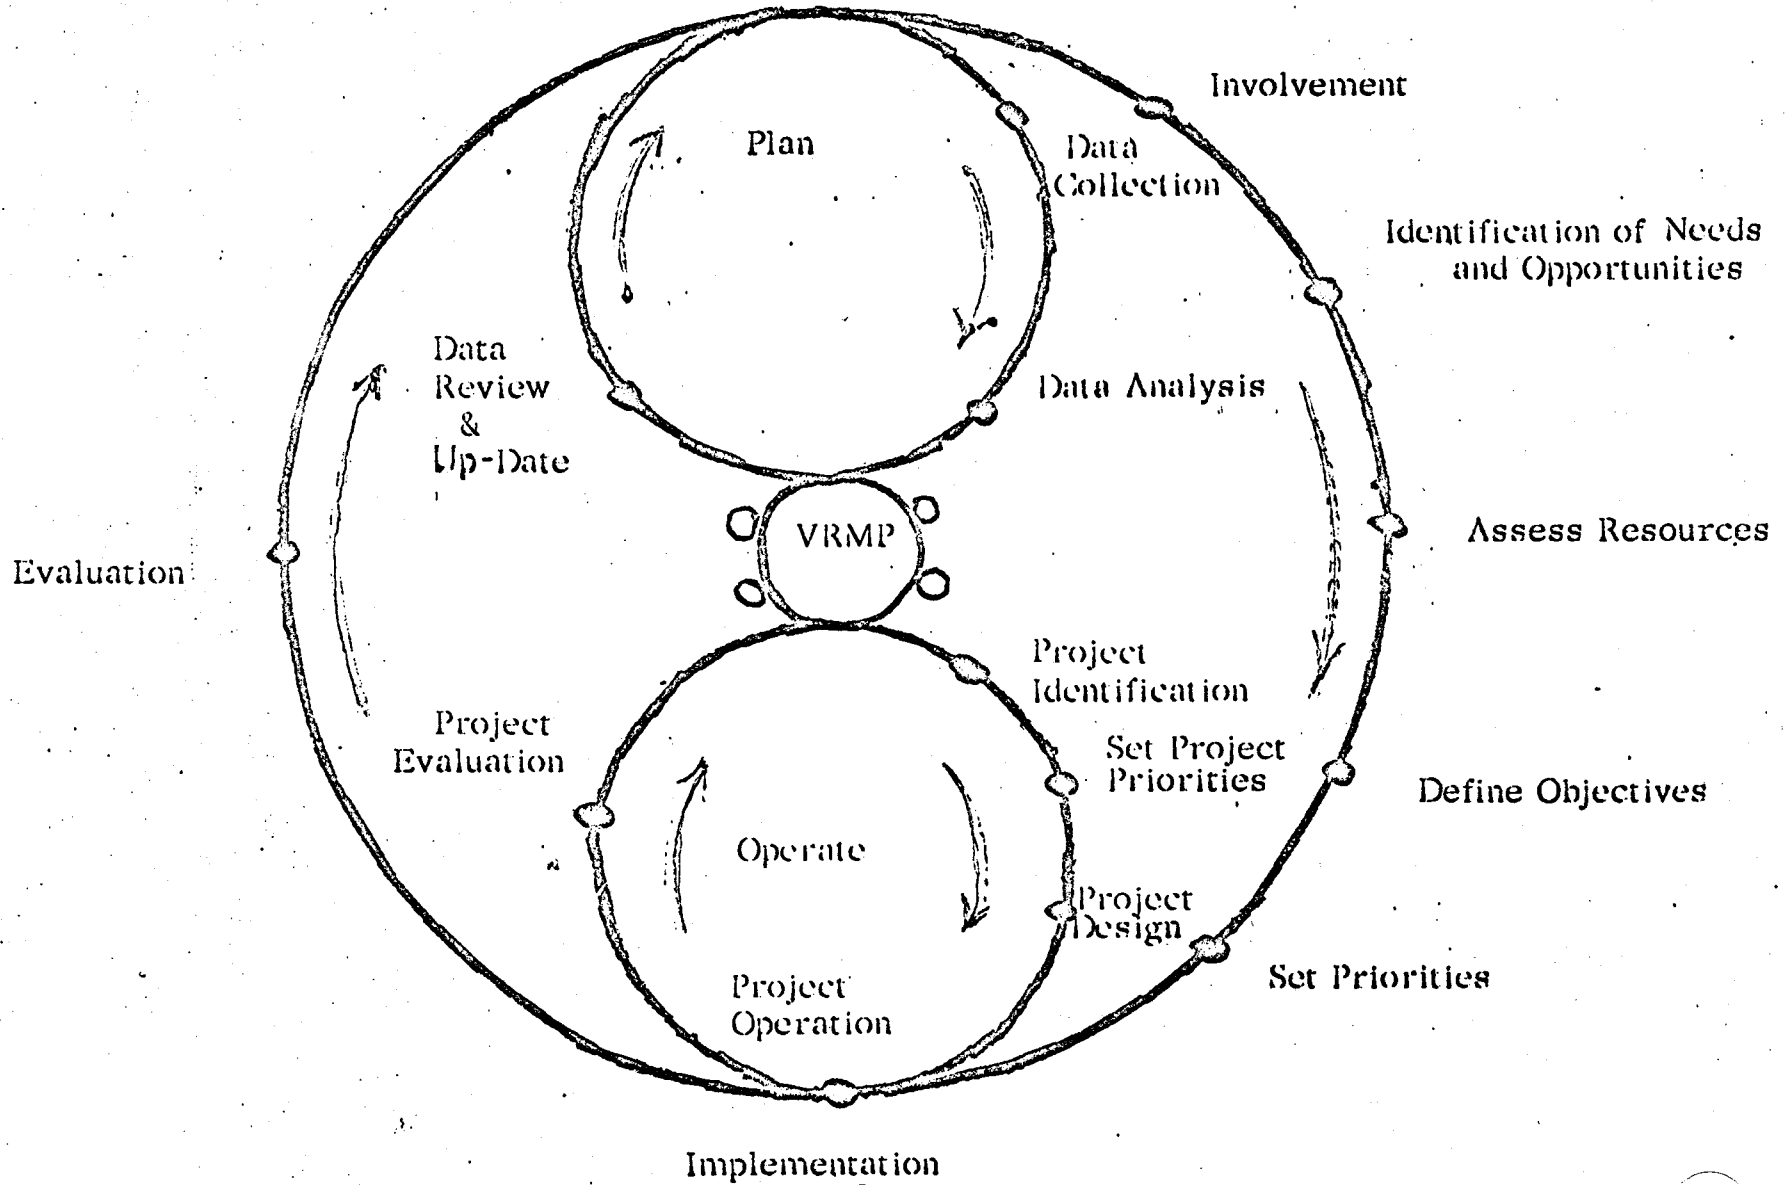 Involvement
Plan
Data
Collection
Identification of Needs
and Opportunities
Data
Review
&
Up-Date
Data Analysis
VRMP
Assess Resources
Evaluation
Project
Identification
Project
Evaluation
Set Project
Priorities
Define Objectives
Operate
Project
Design
Set Priorities
Project
Operation
Implementation